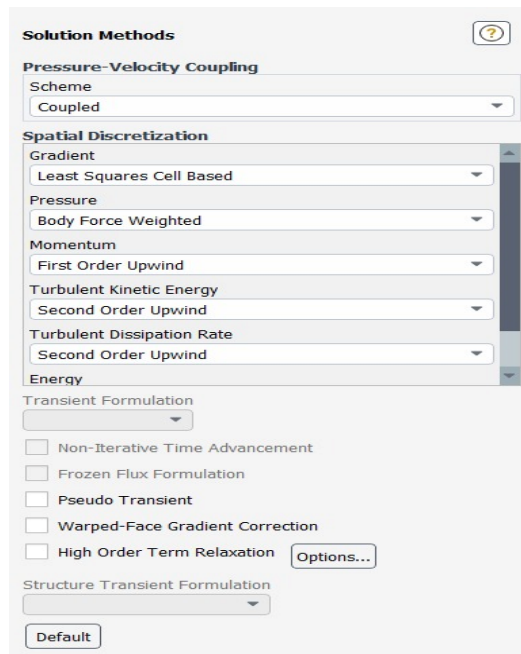 Solution Methods
?
Pressure-Velocity Coupling
Scheme
Coupled
Spatial Discretization
Gradient
Least Squares Cell Based
Pressure
Body Force Weighted
Momentum
First Order Upwind
Turbulent Kinetic Energy
Second Order Upwind
Turbulent Dissipation Rate
Second Order Upwind
Energy
Transient Formulation
Non-Iterative Time Advancement
Frozen Flux Formulation
Pseudo Transient
Warped-Face Gradient Correction
High Order Term Relaxation Options...
Structure Transient Formulation
Default